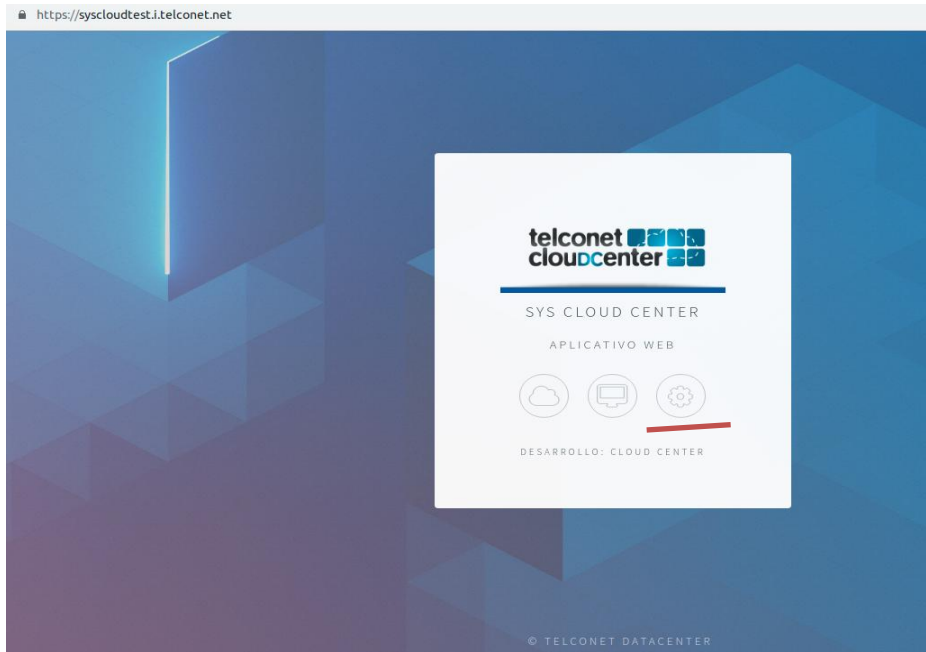 https://syscloudtest.i.telconet.net
telconet
clouDcenter
SYS CLOUD CENTER
APLICATIVO WEB
DESARROLLO: CLOUD CENTER
© TELCONET DATACENTER